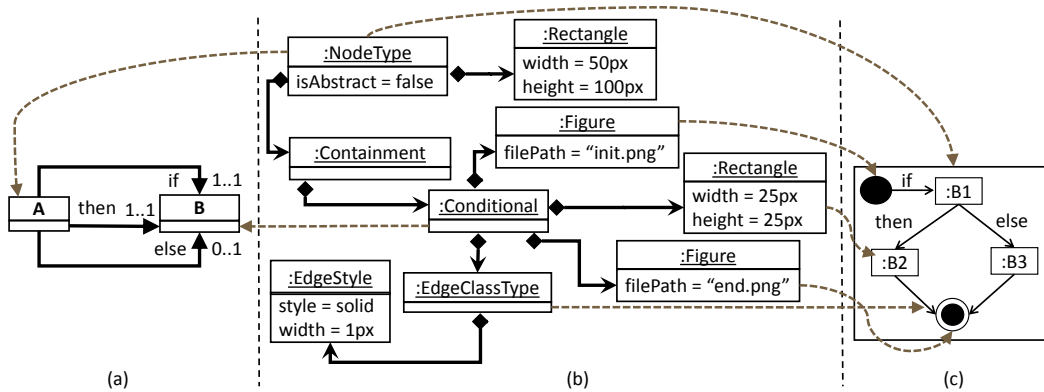 :NodeType
isAbstract = false
:Rectangle
width = 50px
height = 100px
:Containment
:Figure
filePath = “init.png”
:Rectangle
width = 25px
height = 25px
:Conditional
if
1..1
A
then
1..1
B
else
0..1
:EdgeStyle
style = solid
width = 1px
:EdgeClassType
:Figure
filePath = “end.png”
if
:B1
then
else
:B2
:B3
(a)
(b)
(c)